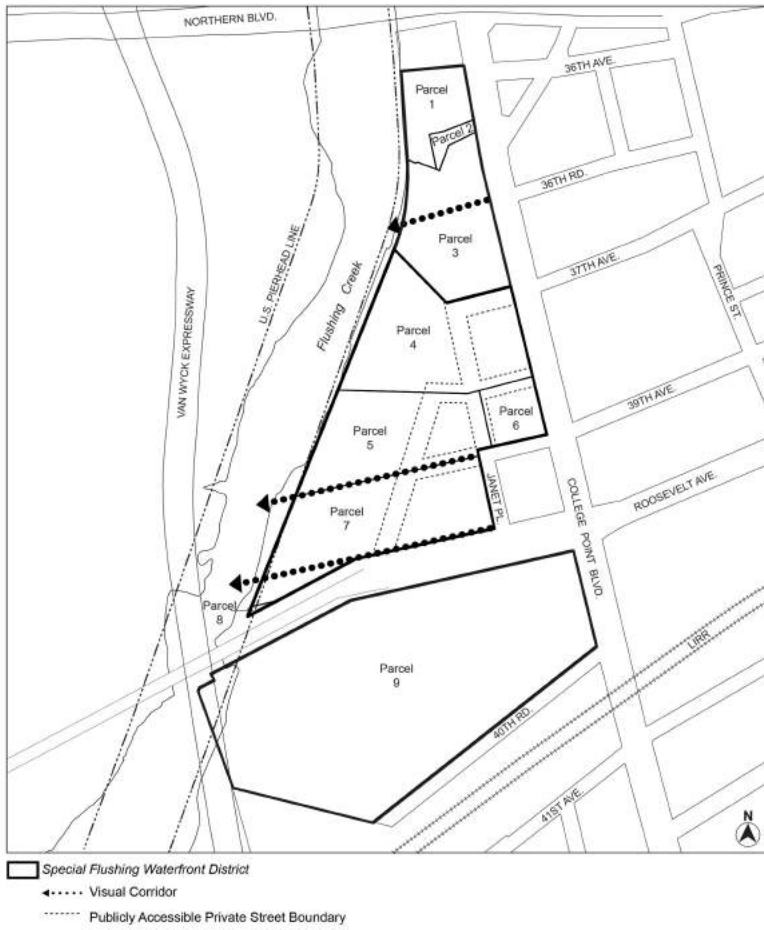 NORTHERN BLVD.
36TH AVE.
Parcel
1
Parcel 2
36TH RD.
Parcel
3
37TH AVE.
PRINCE ST.
U.S. PIERHEAD LINE
Flushing Creek
VAN WYCK EXPRESSWAY
Parcel
4
Parcel
5
Parcel
6
39TH AVE.
JANET PL.
COLLEGE POINT BLVD.
ROOSEVELT AVE.
Parcel
7
Parcel
8
LIRR
Parcel
9
40TH RD.
41ST AVE.
N
Special Flushing Waterfront District
Visual Corridor
Publicly Accessible Private Street Boundary